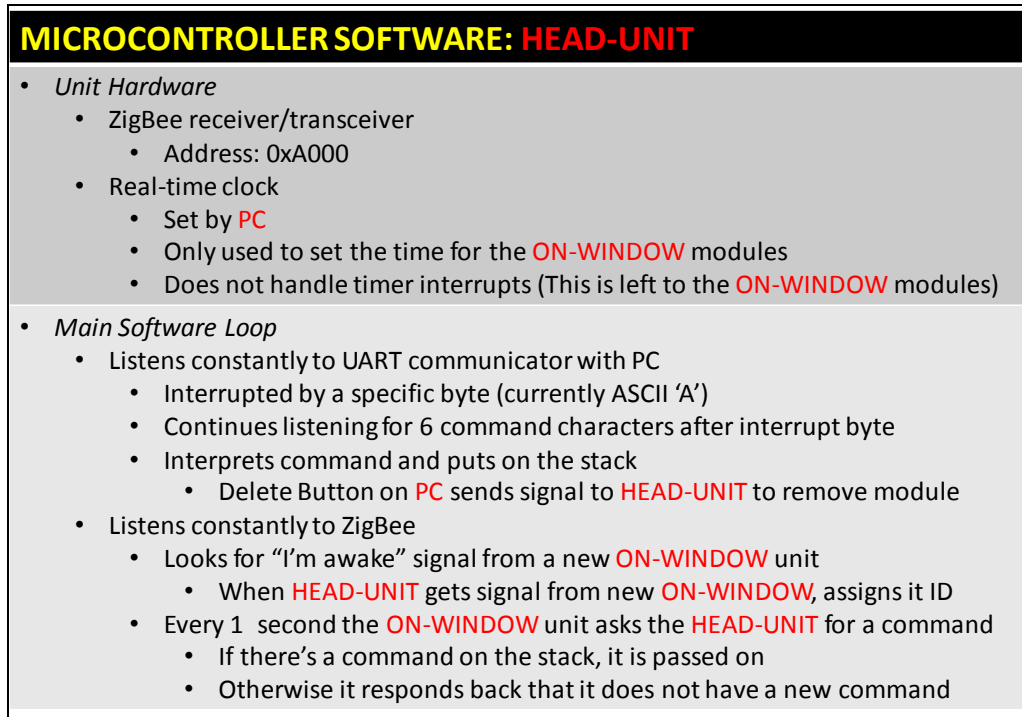 MICROCONTROLLER SOFTWARE: HEAD-UNIT
• Unit Hardware
• ZigBee receiver/transceiver
• Address: 0xA000
• Real-time clock
• Set by PC
• Only used to set the time for the ON-WINDOW modules
• Does not handle timer interrupts (This is left to the ON-WINDOW modules)
• Main Software Loop
• Listens constantly to UART communicator with PC
• Interrupted by a specific byte (currently ASCII ‘A’)
• Continues listening for 6 command characters after interrupt byte
• Interprets command and puts on the stack
• Delete Button on PC sends signal to HEAD-UNIT to remove module
• Listens constantly to ZigBee
• Looks for “I’m awake” signal from a new ON-WINDOW unit
• When HEAD-UNIT gets signal from new ON-WINDOW, assigns it ID
• Every 1 second the ON-WINDOW unit asks the HEAD-UNIT for a command
• If there’s a command on the stack, it is passed on
• Otherwise it responds back that it does not have a new command